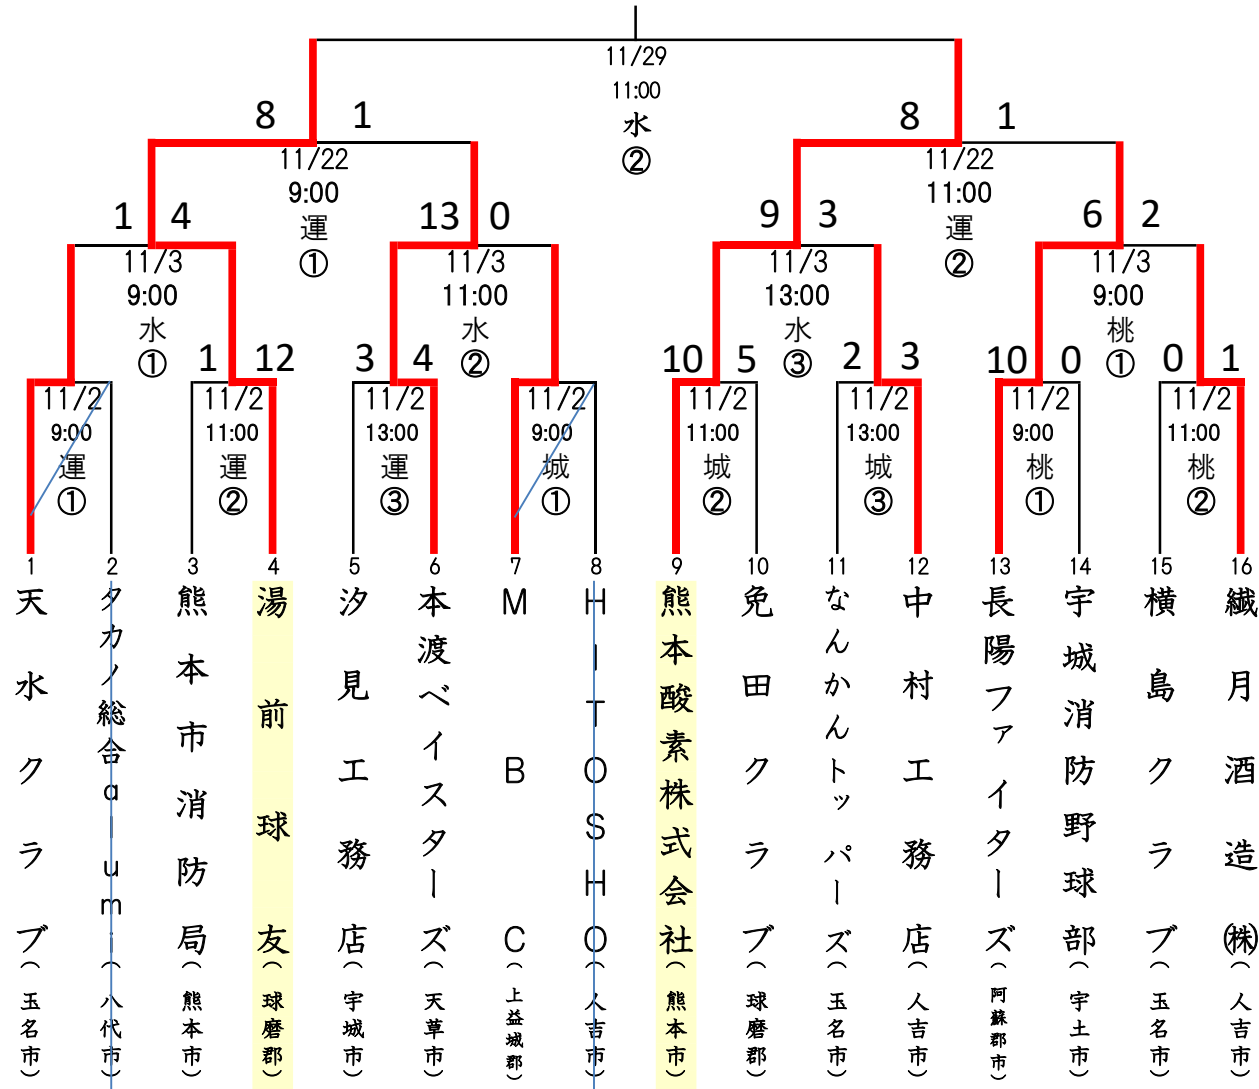 11/29
11:00
水
②
8 1
8 1
11/22
9:00
運
①
11/22
11:00
運
②
1 4
13 0
9 3
6 2
11/3
9:00
水
①
11/3
11:00
水
②
11/3
13:00
水
③
11/3
9:00
桃
①
1 12
3 4
10 5
2 3
10 0
0 1
11/2
9:00
運
①
11/2
11:00
運
②
11/2
13:00
運
③
11/2
9:00
城
①
11/2
11:00
城
②
11/2
13:00
城
③
11/2
9:00
桃
①
11/2
11:00
桃
②
1
天水クラブ(玉名市)
2
タカノ総合aiumi(八代市)
3
熊本市消防局(熊本市)
4
湯前球友(球磨郡)
5
汐見工務店(宇城市)
6
本渡ベイスターズ(天草市)
7
MBC(上益城郡)
8
HITOSHO(人吉市)
9
熊本酸素株式会社(熊本市)
10
免田クラブ(球磨郡)
11
なんかんトッパーズ(玉名市)
12
中村工務店(人吉市)
13
長陽ファイターズ(阿蘇郡市)
14
宇城消防野球部(宇土市)
15
横島クラブ(玉名市)
16
繊月酒造㈱(人吉市)